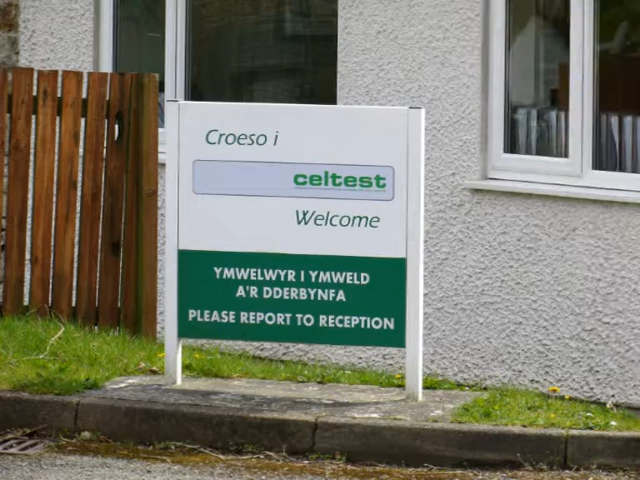 Croeso i
celtest
Welcome
YMWELWYR I YMWELD
A'R DDERBYNFA
PLEASE REPORT TO RECEPTION